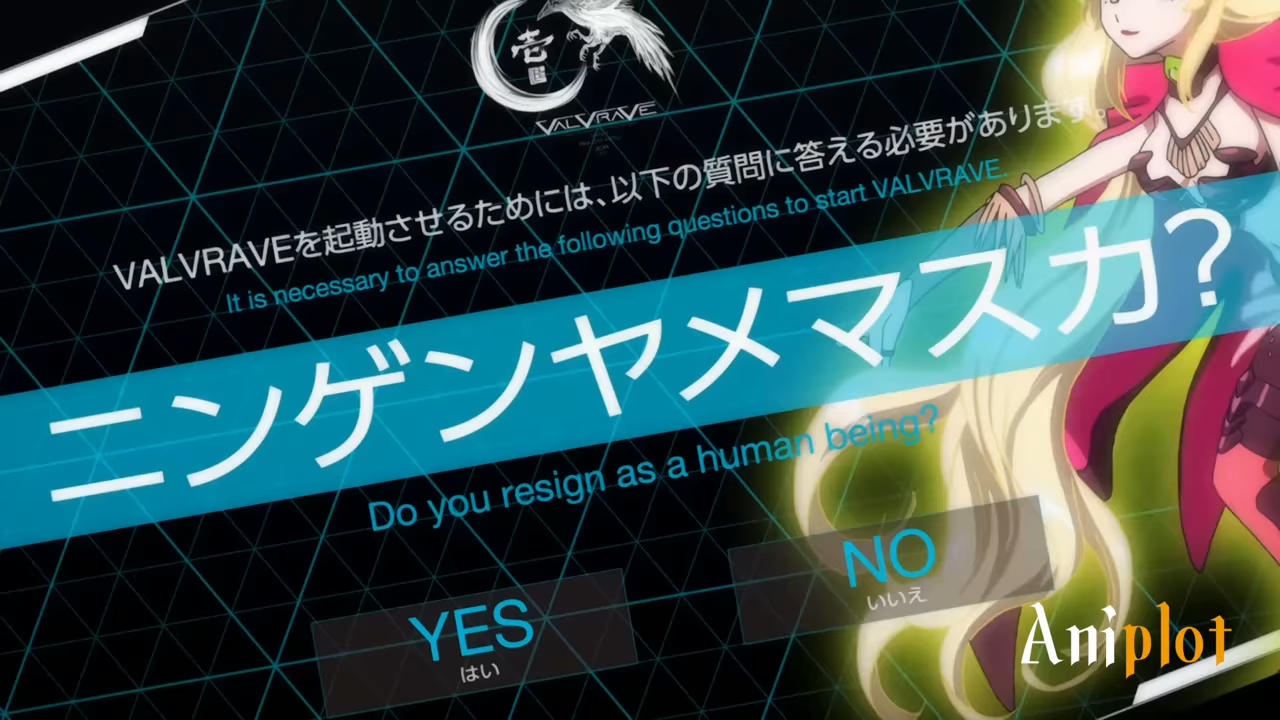 壱
VALVRAVE
VALVRAVEを起動させるためには、以下の質問に答える必要があります。
It is necessary to answer the following questions to start VALVRAVE.
ニンゲンヤメマスカ?
Do you resign as a human being?
YES
はい
NO
いいえ
Aniplot